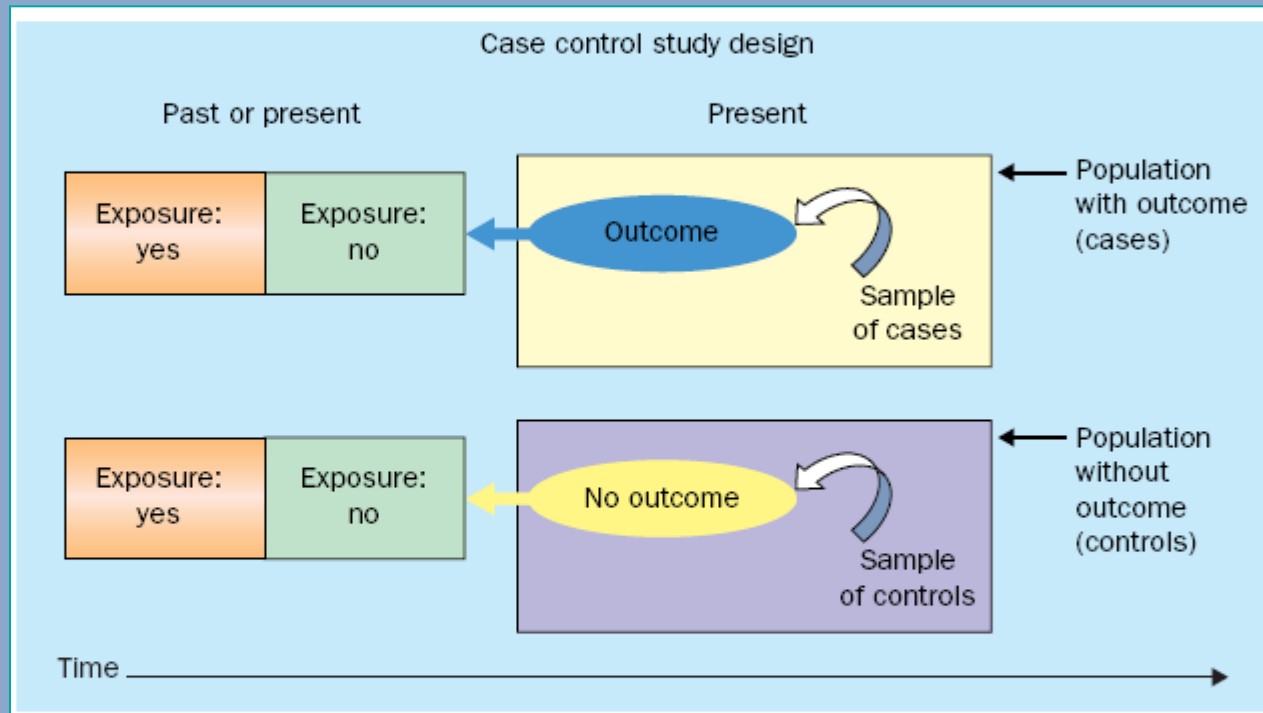 Case control study design
Past or present
Present
Exposure:
yes
Exposure:
no
Outcome
Sample
of cases
Population
with outcome
(cases)
Exposure:
yes
Exposure:
no
No outcome
Sample
of controls
Population
without
outcome
(controls)
Time